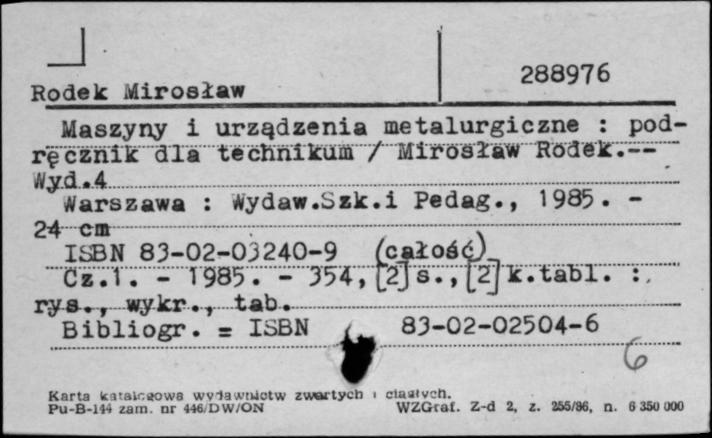 288976
Rodek Mirosław
Maszyny i urządzenia metalurgiczne : pod-
ręcznik dla technikum / Mirosław Rodek.--
Wyd.4
Warszawa : Wydaw.Szk.i Pedag., 1985. -
24 cm
ISBN 83-02-03240-9 (całość)
Cz.1. - 1985. - 354,[2]s.,[2]k.tabl. :
rys., wykr., tab.
Bibliogr. = ISBN 83-02-02504-6
6
Karta katalogowa wydawnictw zwartych i ciągłych.
Pu-B-144 zam. nr 446/DW/ON WZGraf. Z-d 2, z. 255/86, n. 6 350 000